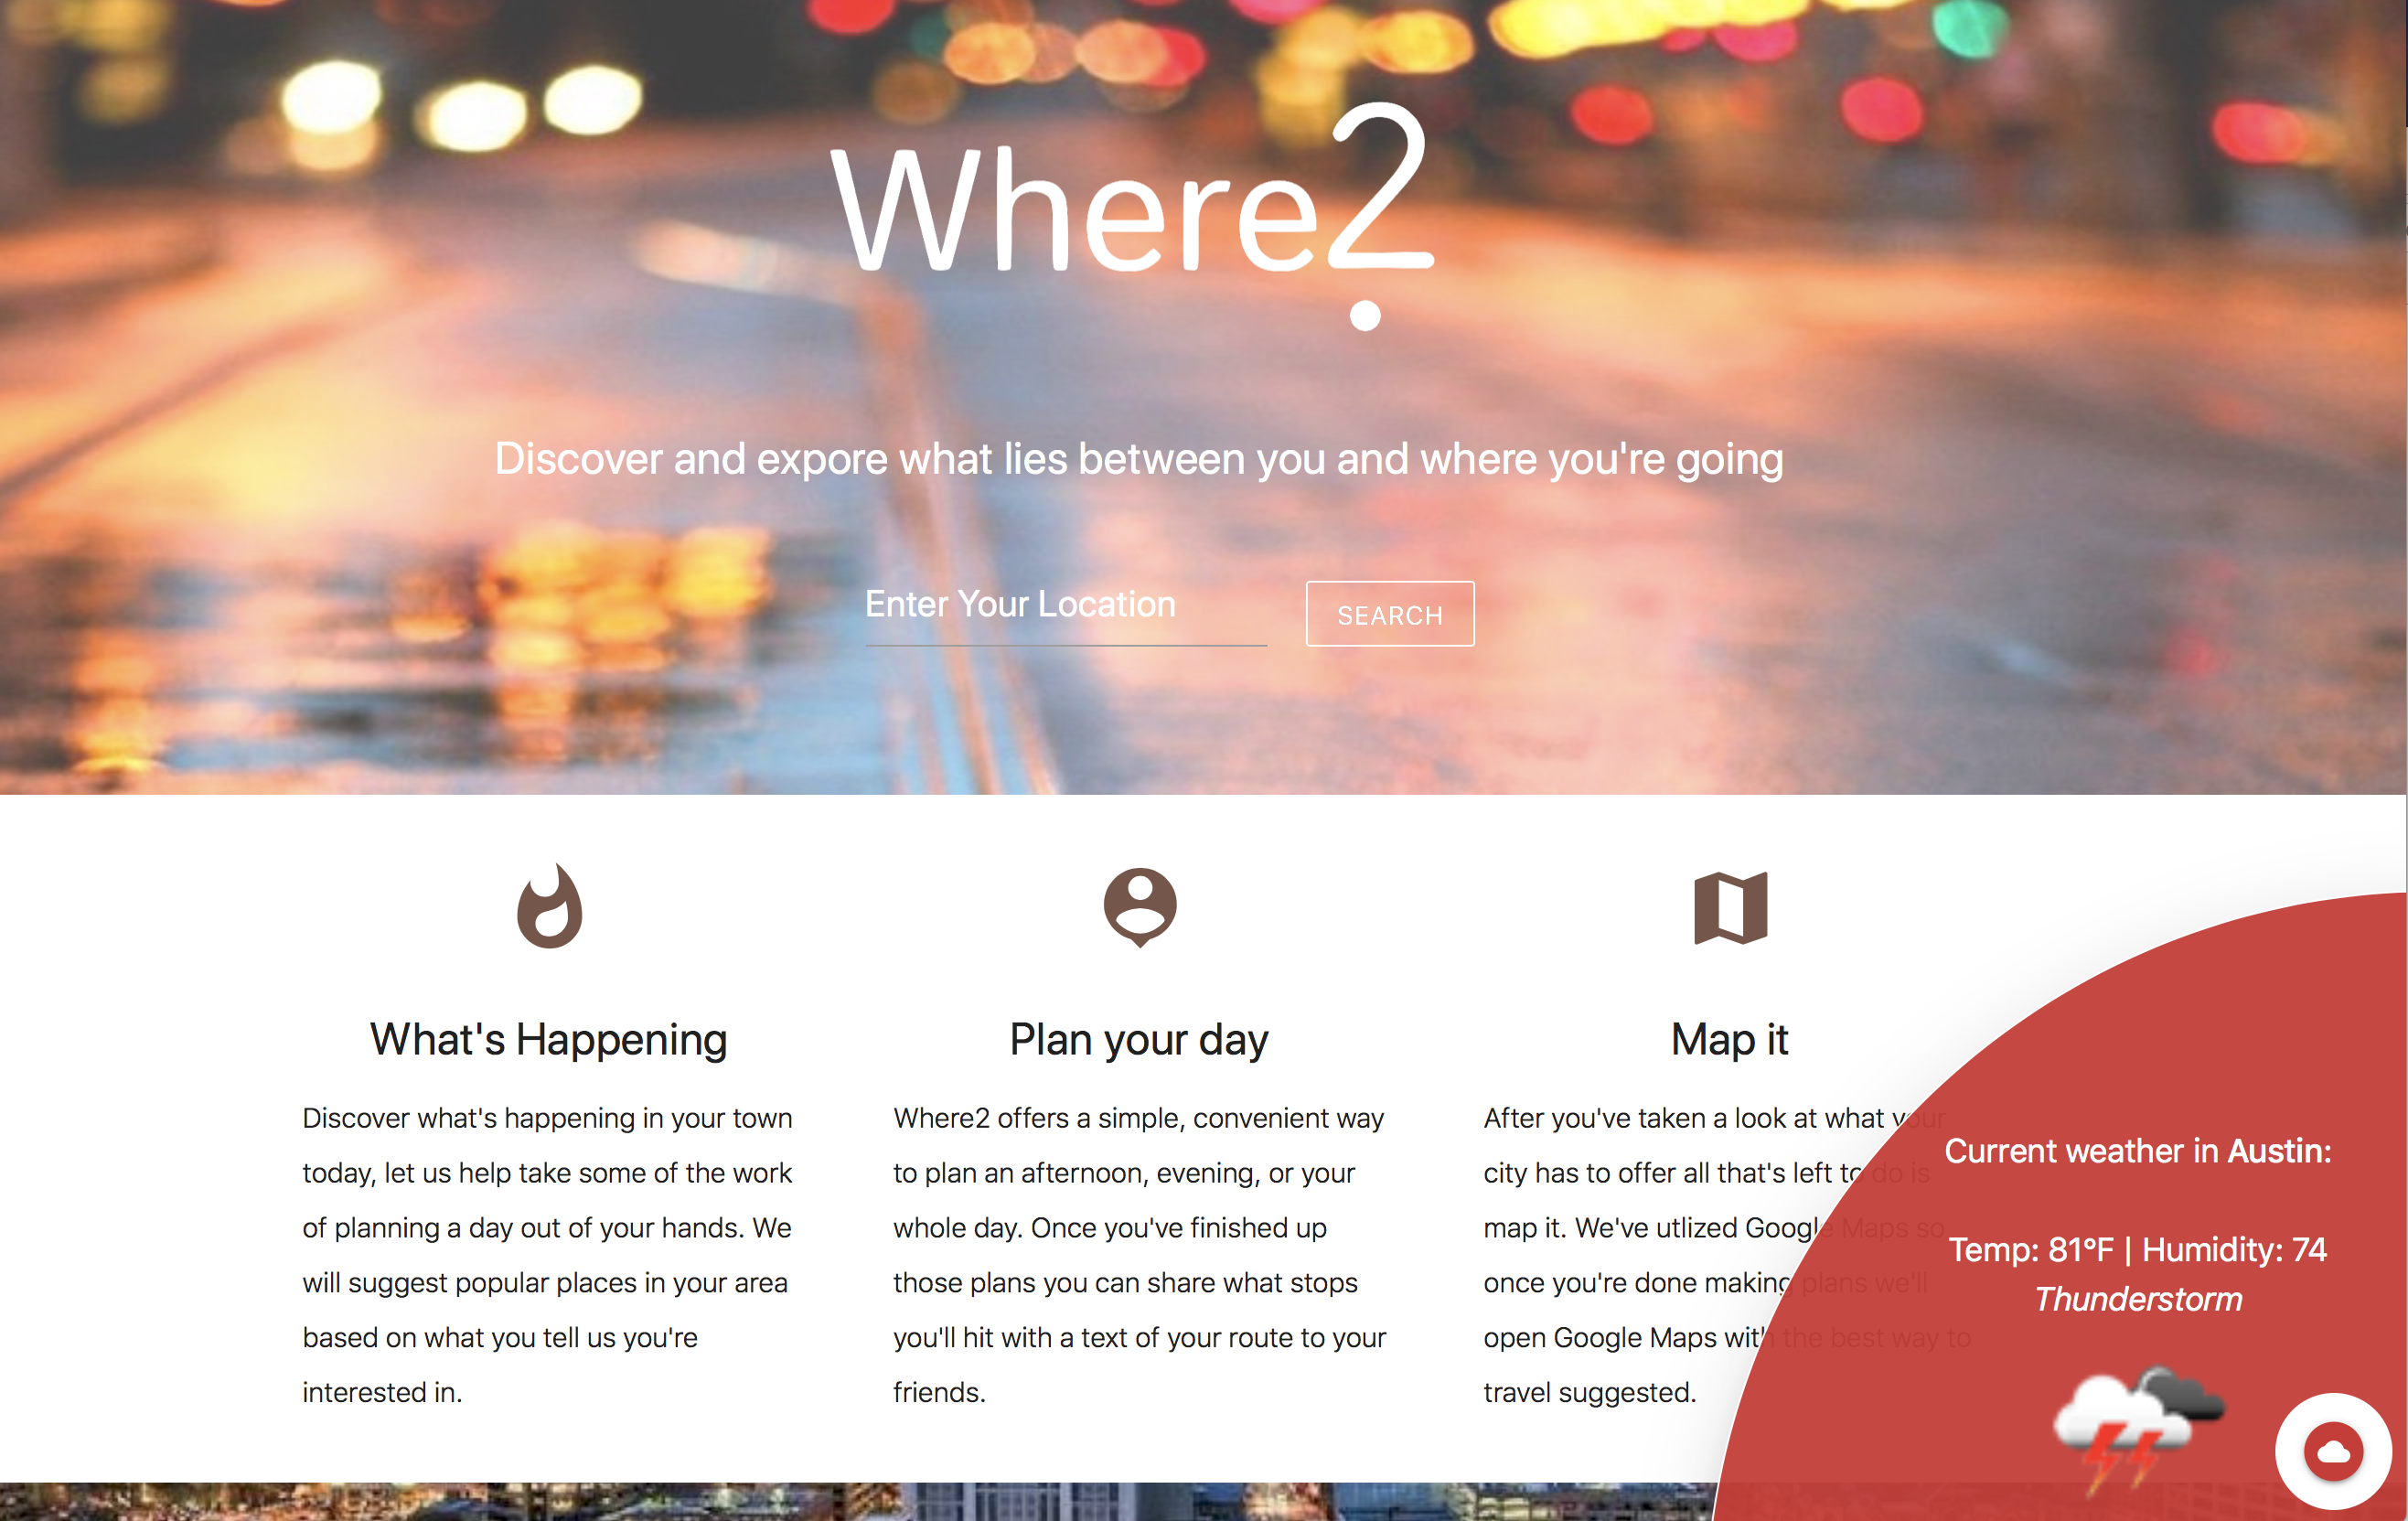 Where2
Discover and expore what lies between you and where you're going
Enter Your Location
SEARCH
What's Happening
Discover what's happening in your town
today, let us help take some of the work
of planning a day out of your hands. We
will suggest popular places in your area
based on what you tell us you're
interested in.
Plan your day
Where2 offers a simple, convenient way
to plan an afternoon, evening, or your
whole day. Once you've finished up
those plans you can share what stops
you'll hit with a text of your route to your
friends.
Map it
After you've taken a look at what your
city has to offer all that's left to do is
map it. We've utlized Google Maps so
once you're done making plans we'll
open Google Maps with the best way to
travel suggested.
Current weather in Austin:
Temp: 81°F | Humidity: 74
Thunderstorm